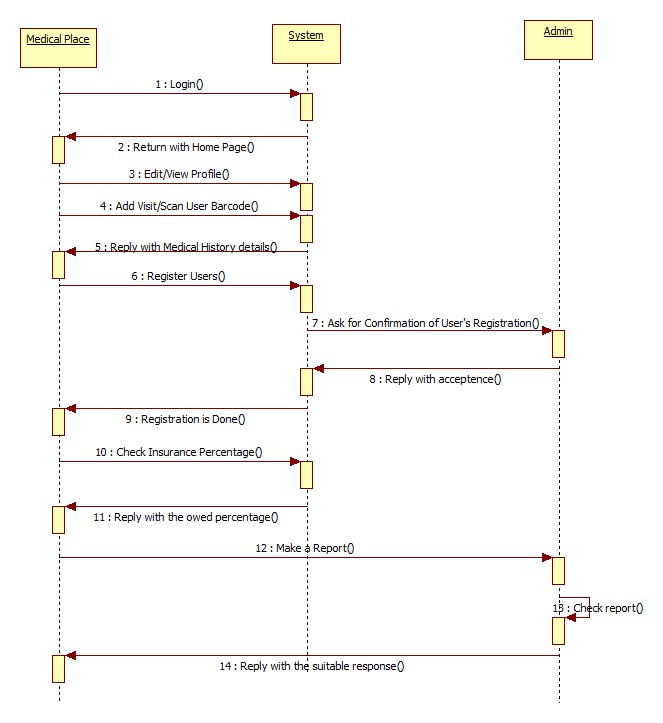 Medical Place
System
Admin
1 : Login()
2 : Return with Home Page()
3 : Edit/View Profile()
4 : Add Visit/Scan User Barcode()
5 : Reply with Medical History details()
6 : Register Users()
7 : Ask for Confirmation of User's Registration()
8 : Reply with acceptence()
9 : Registration is Done()
10 : Check Insurance Percentage()
11 : Reply with the owed percentage()
12 : Make a Report()
13 : Check report()
14 : Reply with the suitable response()